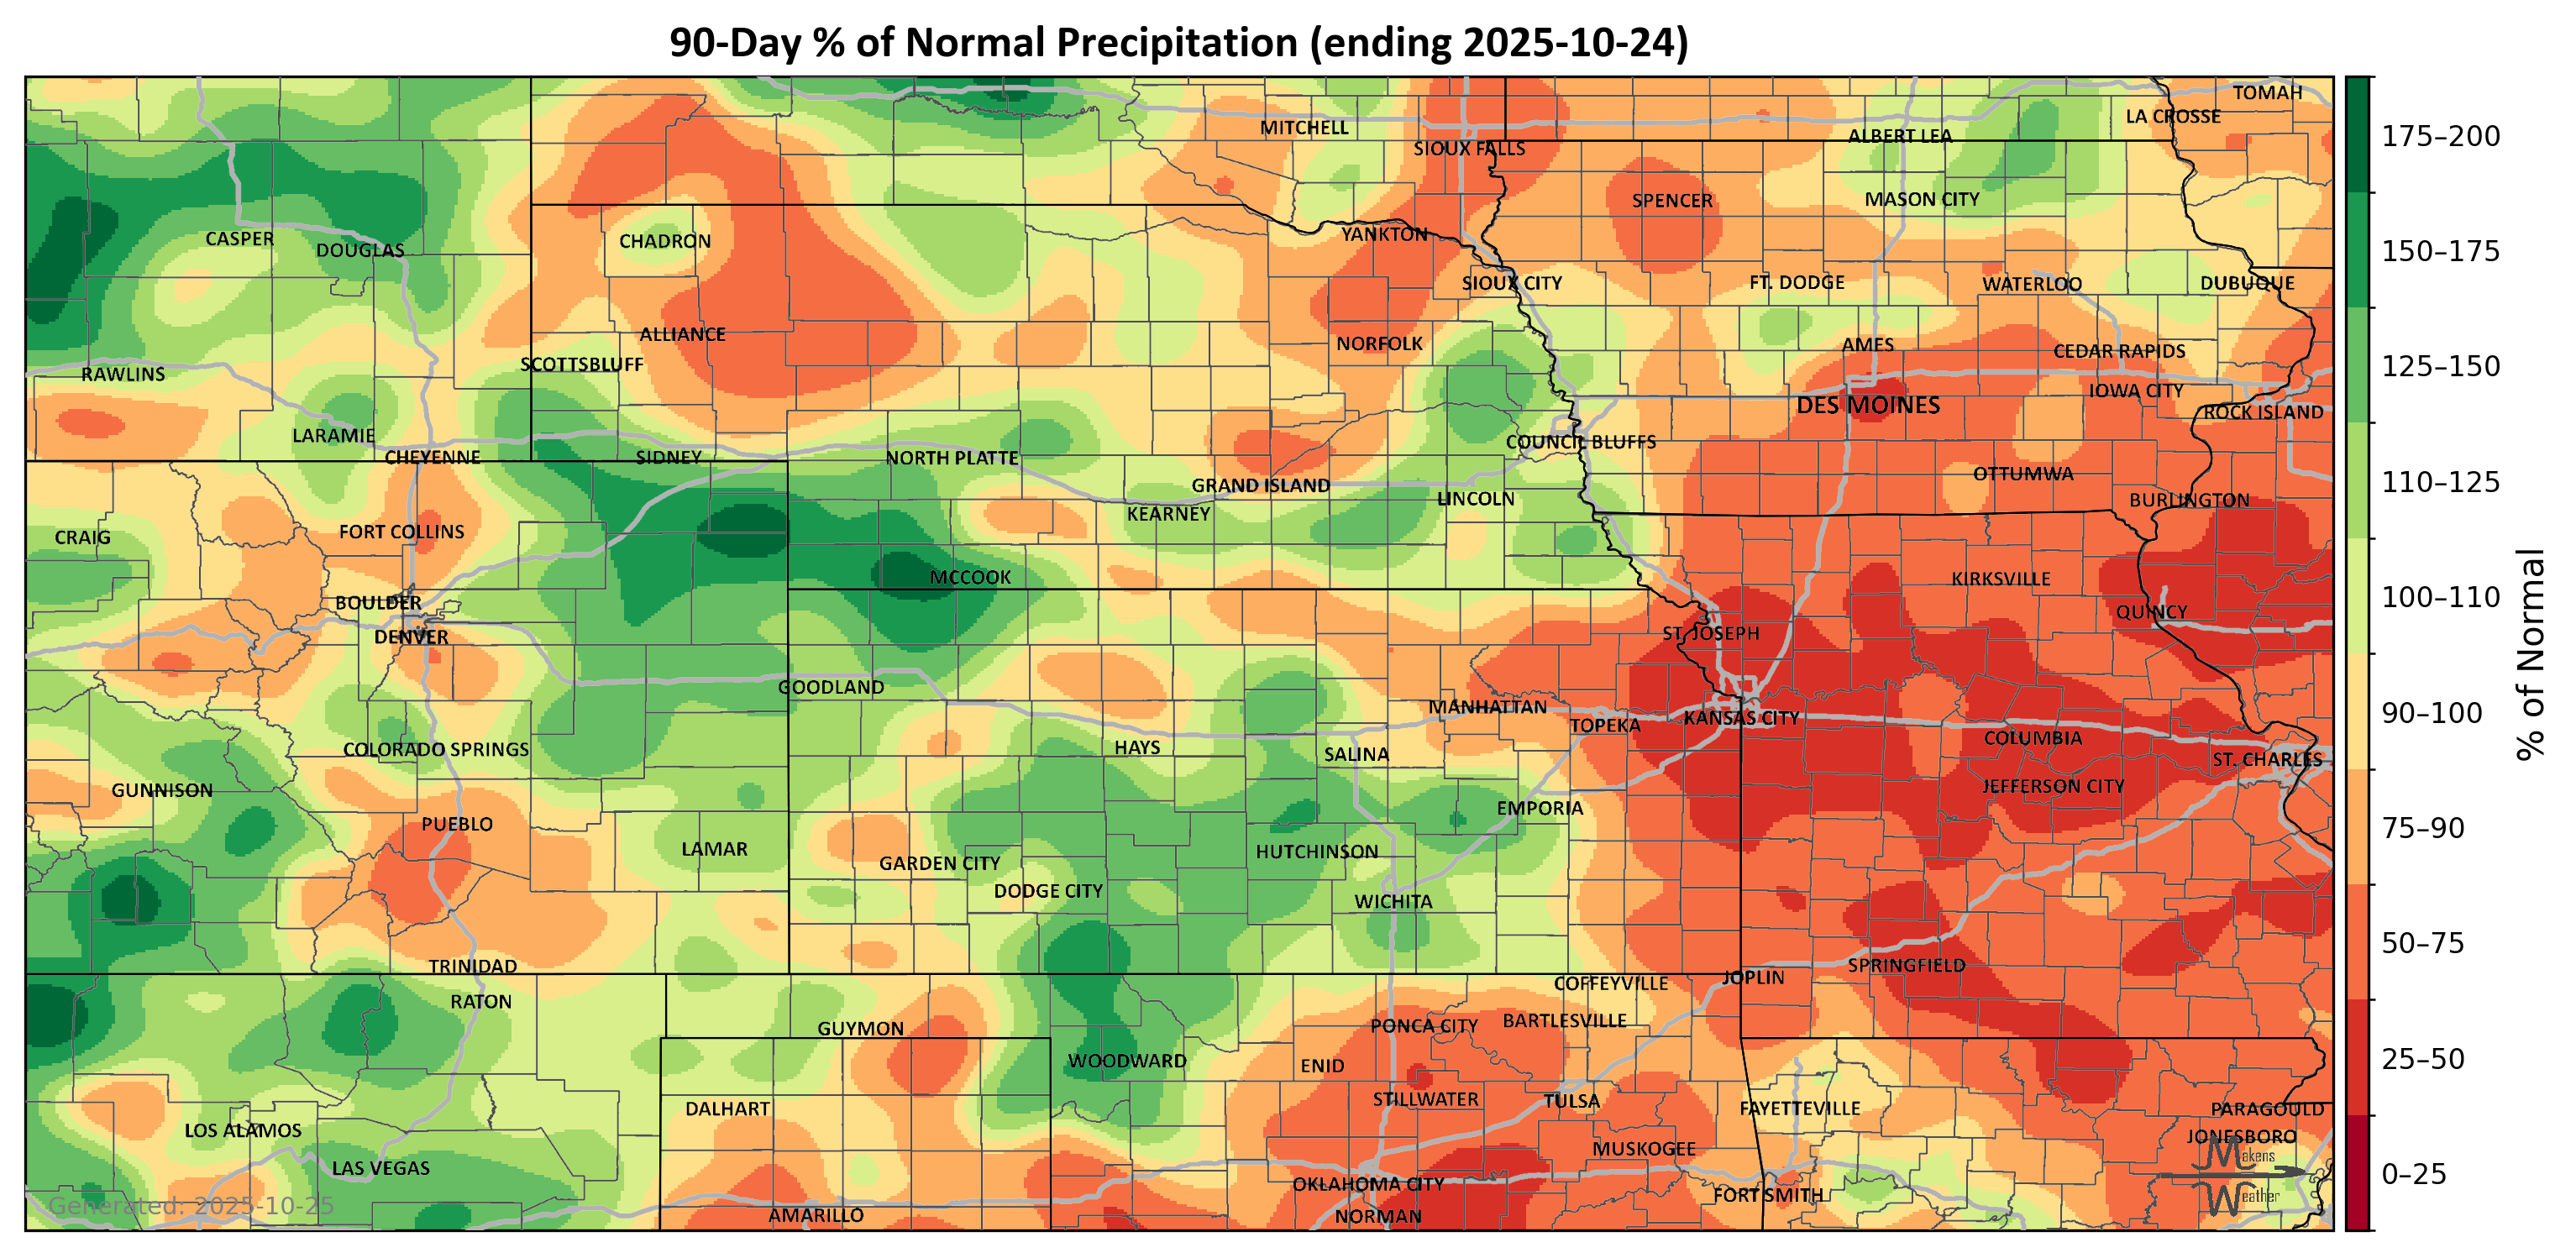 90-Day % of Normal Precipitation (ending 2025-10-24)
TOMAH
LA CROSSE
MITCHELL
ALBERT LEA
SIOUX FALLS
SPENCER
MASON CITY
YANKTON
CASPER
CHADRON
DOUGLAS
SIOUX CITY
FT. DODGE
WATERLOO
DUBUQUE
ALLIANCE
NORFOLK
AMES
CEDAR RAPIDS
SCOTTSBLUFF
RAWLINS
IOWA CITY
DES MOINES
ROCK ISLAND
LARAMIE
COUNCIL BLUFFS
CHEYENNE
SIDNEY
NORTH PLATTE
OTTUMWA
GRAND ISLAND
LINCOLN
BURLINGTON
KEARNEY
FORT COLLINS
CRAIG
MCCOOK
KIRKSVILLE
BOULDER
QUINCY
DENVER
ST. JOSEPH
GOODLAND
MANHATTAN
KANSAS CITY
TOPEKA
COLUMBIA
HAYS
COLORADO SPRINGS
SALINA
ST. CHARLES
GUNNISON
JEFFERSON CITY
EMPORIA
PUEBLO
LAMAR
HUTCHINSON
GARDEN CITY
DODGE CITY
WICHITA
TRINIDAD
SPRINGFIELD
JOPLIN
COFFEYVILLE
RATON
BARTLESVILLE
PONCA CITY
GUYMON
WOODWARD
ENID
STILLWATER
TULSA
DALHART
FAYETTEVILLE
PARAGOULD
LOS ALAMOS
JONESBORO
MUSKOGEE
LAS VEGAS
OKLAHOMA CITY
FORT SMITH
AMARILLO
NORMAN
Generated: 2025-10-25
Makens
Weather
175–200
150–175
125–150
110–125
100–110
90–100
75–90
50–75
25–50
0–25
% of Normal